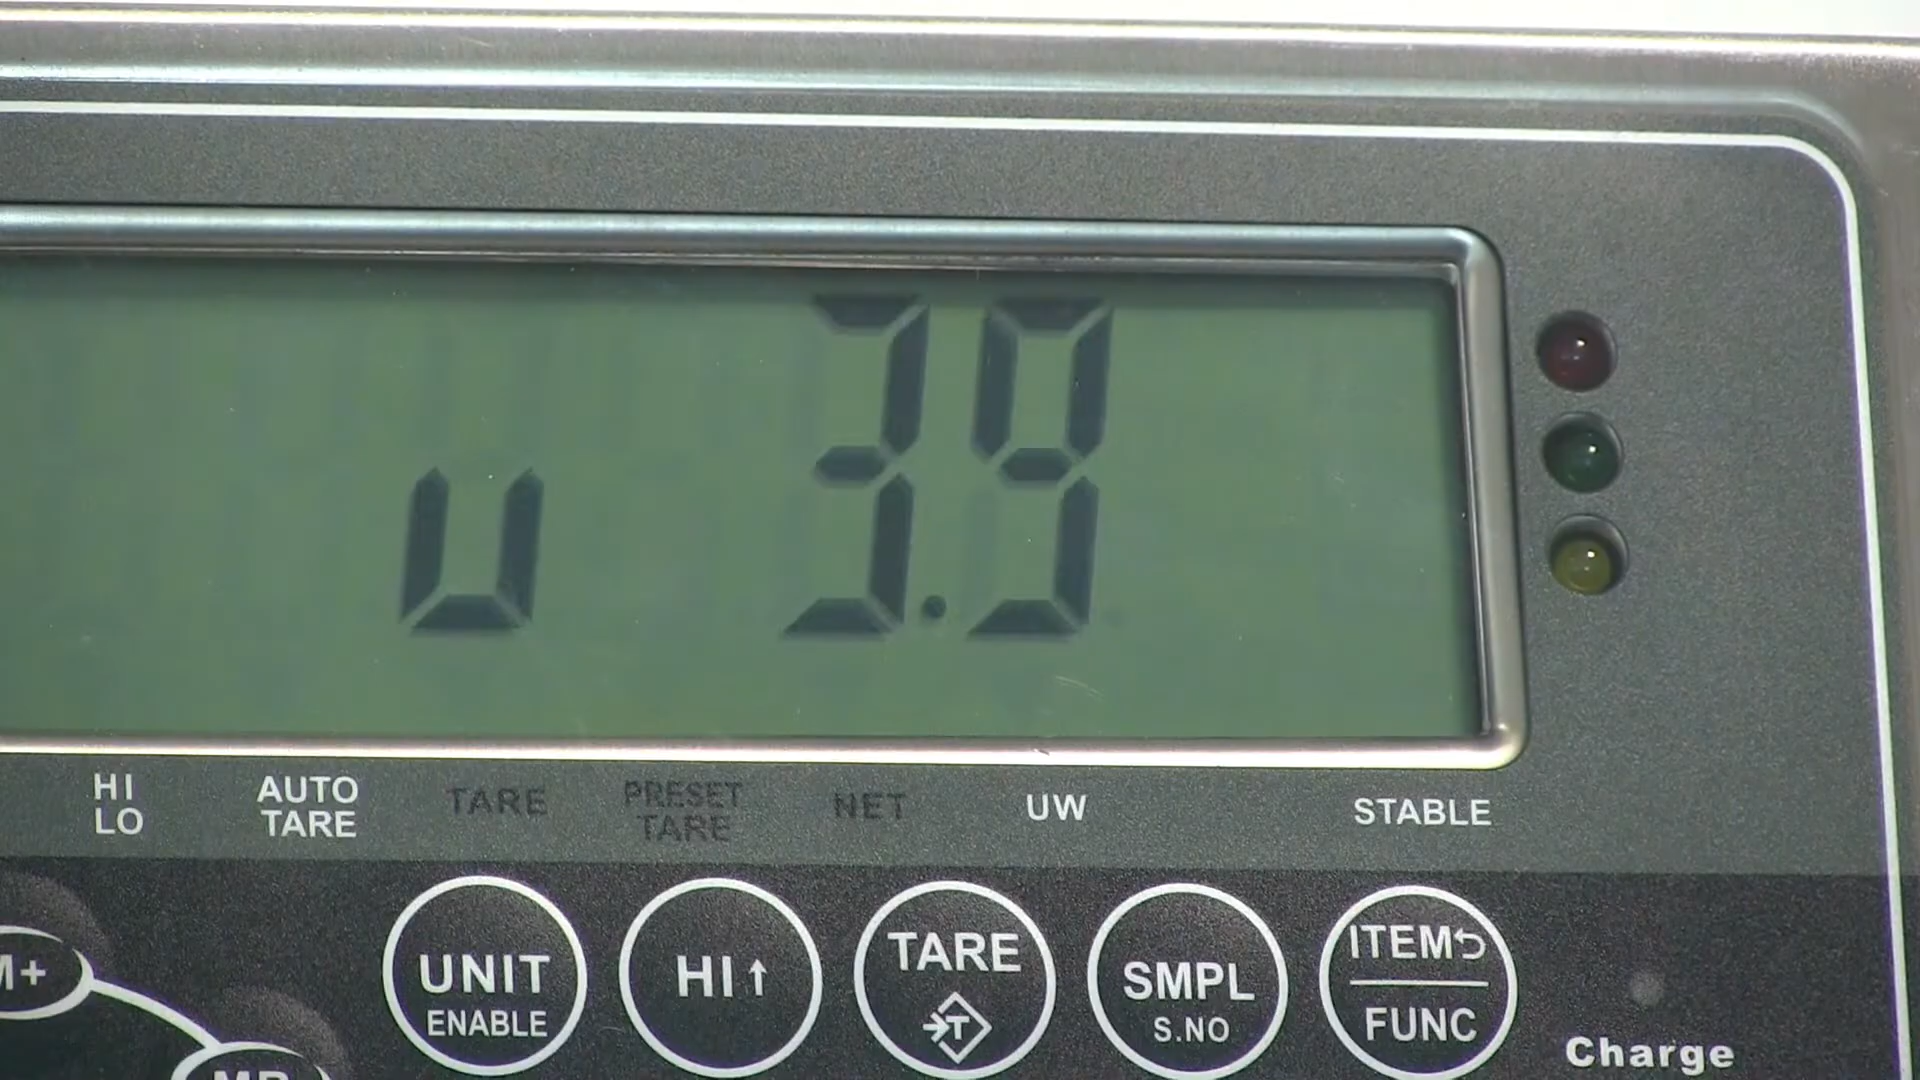 u 3.9
HI LO
AUTO TARE
TARE
PRESET TARE
NET
UW
STABLE
M+
UNIT ENABLE
HI↑
TARE T
SMPL S.NO
ITEM FUNC
Charge